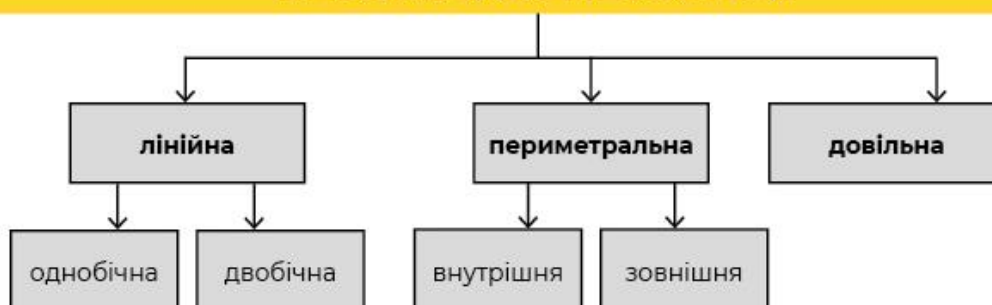 лінійна
периметральна
довільна
однобічна
двобічна
внутрішня
зовнішня